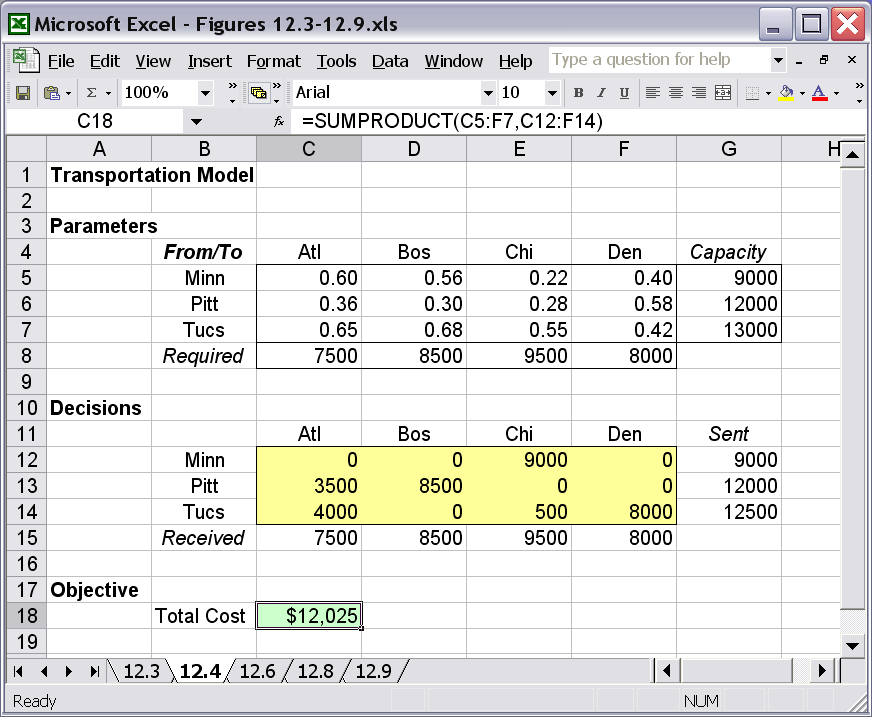 Microsoft Excel - Figures 12.3-12.9.xls
File Edit View Insert Format Tools Data Window Help Type a question for help
Σ 100% » » Arial 10 B I U A »
C18 fx =SUMPRODUCT(C5:F7,C12:F14)
A B C D E F G H
1 Transportation Model
2
3 Parameters
4 From/To Atl Bos Chi Den Capacity
5 Minn 0.60 0.56 0.22 0.40 9000
6 Pitt 0.36 0.30 0.28 0.58 12000
7 Tucs 0.65 0.68 0.55 0.42 13000
8 Required 7500 8500 9500 8000
9
10 Decisions
11 Atl Bos Chi Den Sent
12 Minn 0 0 9000 0 9000
13 Pitt 3500 8500 0 0 12000
14 Tucs 4000 0 500 8000 12500
15 Received 7500 8500 9500 8000
16
17 Objective
18 Total Cost $12,025
19
12.3 12.4 12.6 12.8 12.9
Ready NUM